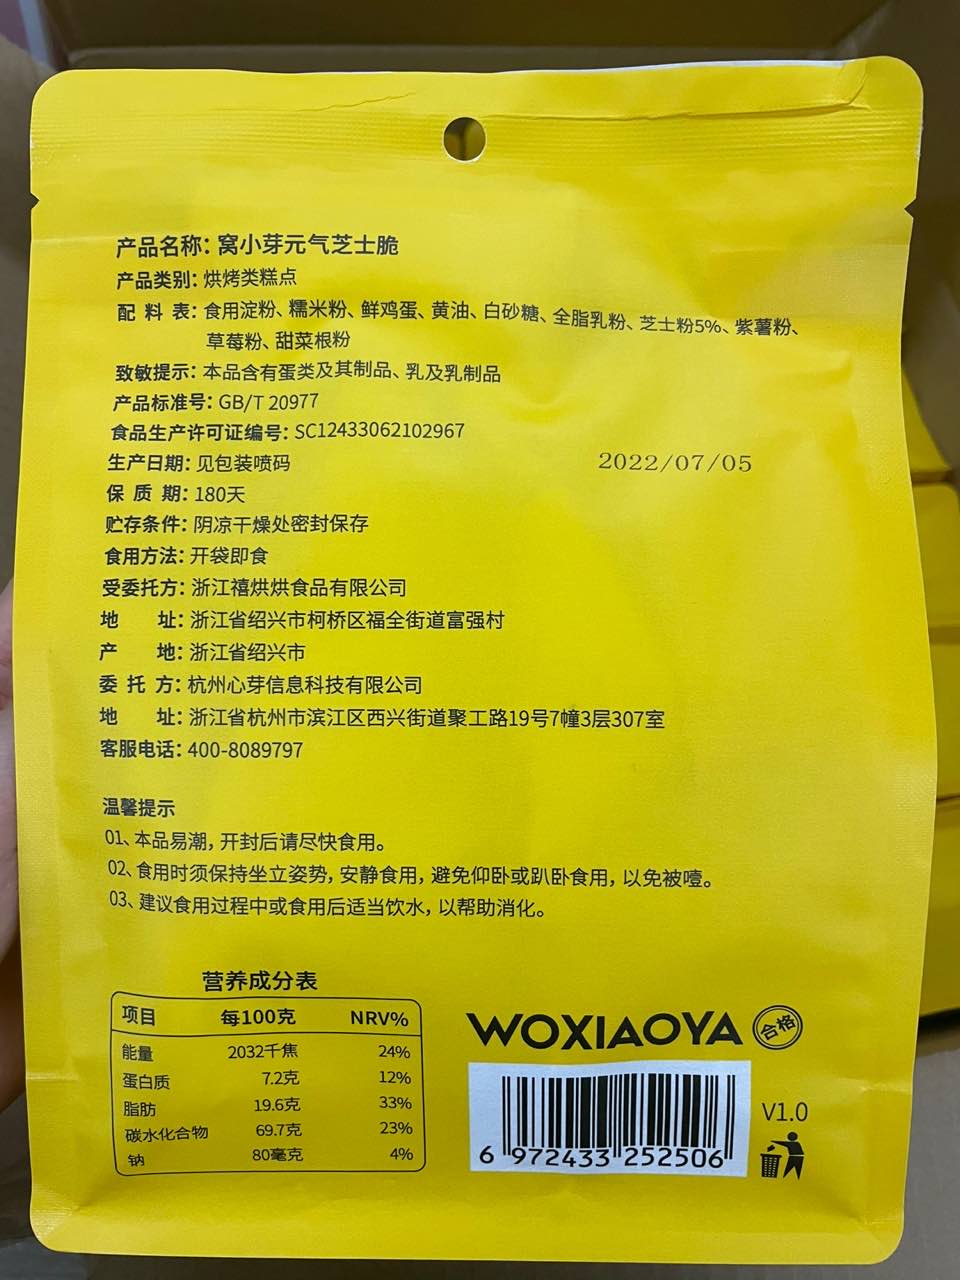 产品名称：窝小芽元气芝士脆
产品类别：烘烤类糕点
配料表：食用淀粉、糯米粉、鲜鸡蛋、黄油、白砂糖、全脂乳粉、芝士粉5%、紫薯粉、
草莓粉、甜菜根粉
致敏提示：本品含有蛋类及其制品、乳及乳制品
产品标准号：GB/T 20977
食品生产许可证编号：SC12433062102967
生产日期：见包装喷码 2022/07/05
保质期：180天
贮存条件：阴凉干燥处密封保存
食用方法：开袋即食
受委托方：浙江禧烘烘食品有限公司
地址：浙江省绍兴市柯桥区福全街道富强村
产地：浙江省绍兴市
委托方：杭州心芽信息科技有限公司
地址：浙江省杭州市滨江区西兴街道聚工路19号7幢3层307室
客服电话：400-8089797
温馨提示
01、本品易潮，开封后请尽快食用。
02、食用时须保持坐立姿势，安静食用，避免仰卧或趴卧食用，以免被噎。
03、建议食用过程中或食用后适当饮水，以帮助消化。
营养成分表
项目 每100克 NRV%
能量 2032千焦 24%
蛋白质 7.2克 12%
脂肪 19.6克 33%
碳水化合物 69.7克 23%
钠 80毫克 4%
WOXIAOYA 合格
V1.0
6 972433 252506